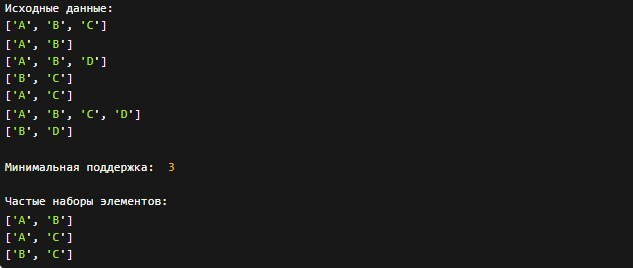 Исходные данные:
['A', 'B', 'C']
['A', 'B']
['A', 'B', 'D']
['B', 'C']
['A', 'C']
['A', 'B', 'C', 'D']
['B', 'D']
Минимальная поддержка: 3
Частые наборы элементов:
['A', 'B']
['A', 'C']
['B', 'C']